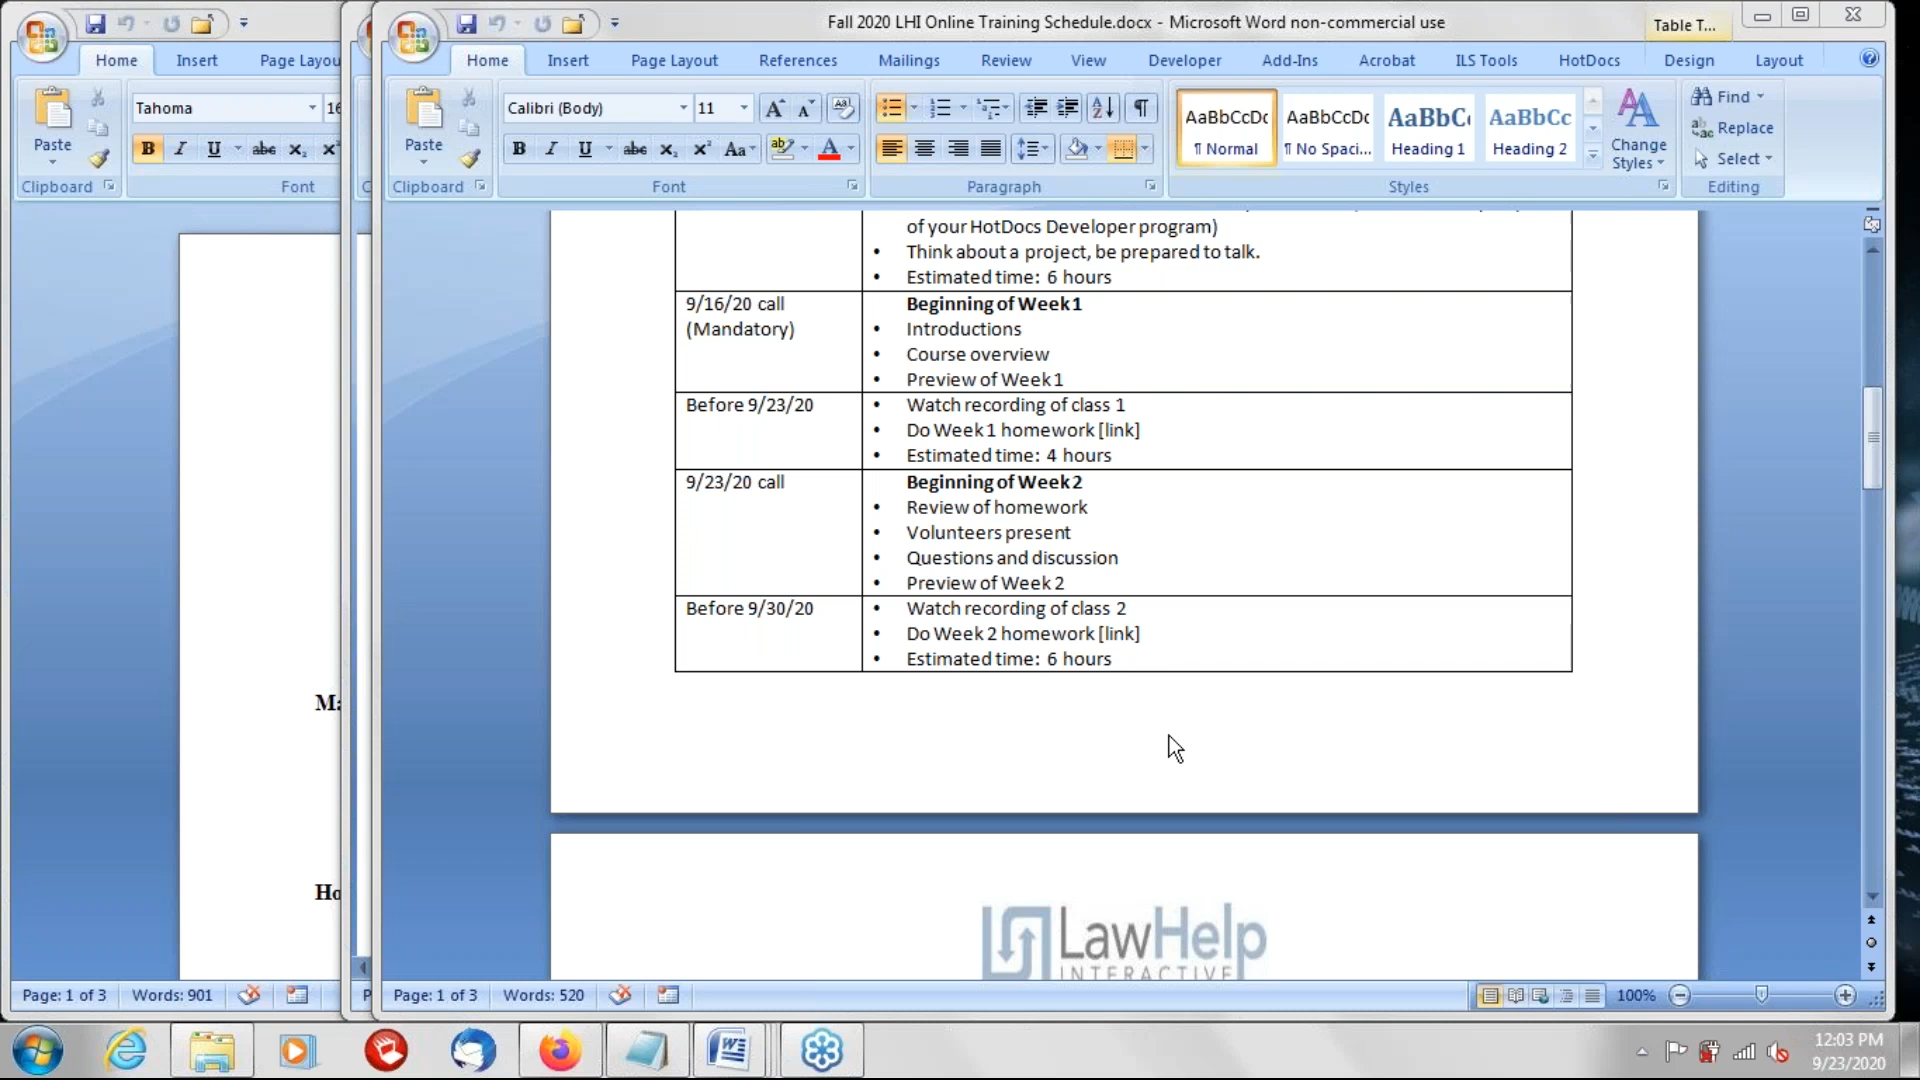 Fall 2020 LHI Online Training Schedule.docx - Microsoft Word non-commercial use
Table T...
Home
Insert
Page Layou
Home
Insert
Page Layout
References
Mailings
Review
View
Developer
Add-Ins
Acrobat
ILS Tools
HotDocs
Design
Layout
Paste
Clipboard
Tahoma
16
Font
Paste
Clipboard
Calibri (Body)
11
Font
Paragraph
AaBbCcDc
¶ Normal
AaBbCcDc
¶ No Spaci...
AaBbC
Heading 1
AaBbCc
Heading 2
Change
Styles
Styles
Find
Replace
Select
Editing
of your HotDocs Developer program)
• Think about a project, be prepared to talk.
• Estimated time: 6 hours
9/16/20 call
(Mandatory)
Beginning of Week 1
• Introductions
• Course overview
• Preview of Week 1
Before 9/23/20
• Watch recording of class 1
• Do Week 1 homework [link]
• Estimated time: 4 hours
9/23/20 call
Beginning of Week 2
• Review of homework
• Volunteers present
• Questions and discussion
• Preview of Week 2
Before 9/30/20
• Watch recording of class 2
• Do Week 2 homework [link]
• Estimated time: 6 hours
Ma
Ho
LawHelp
INTERACTIVE
Page: 1 of 3
Words: 901
Page: 1 of 3
Words: 520
100%
12:03 PM
9/23/2020